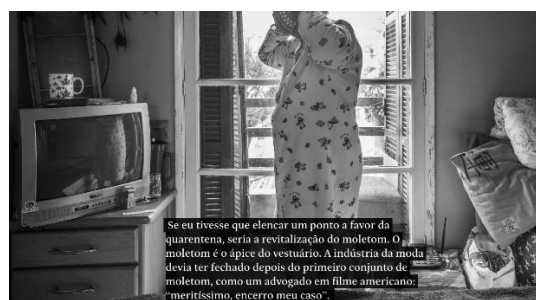 Se eu tivesse que elencar um ponto a favor da
quarentena, seria a revitalização do moletom. O
moletom é o ápice do vestuário. A indústria da moda
devia ter fechado depois do primeiro conjunto de
moletom, como um advogado em filme americano:
“meritíssimo, encerro meu caso”.